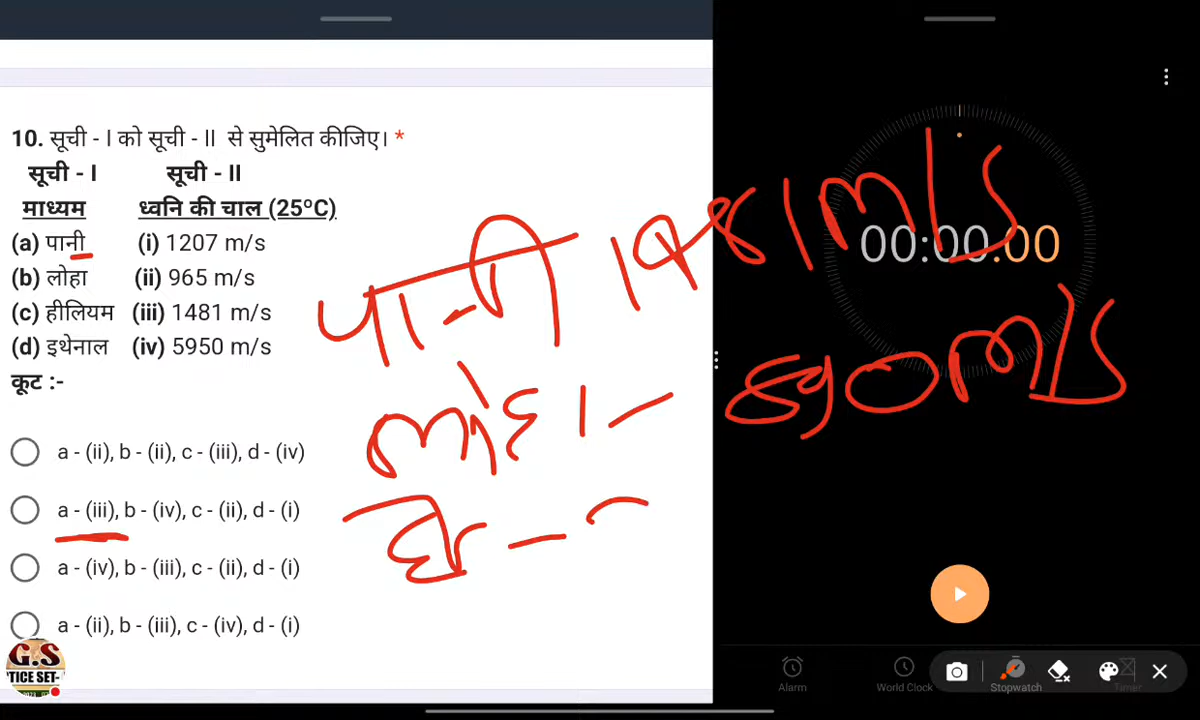 10. सूची - I को सूची - II से सुमेलित कीजिए। *
सूची - I सूची - II
माध्यम ध्वनि की चाल (25°C)
(a) पानी (i) 1207 m/s
(b) लोहा (ii) 965 m/s
(c) हीलियम (iii) 1481 m/s
(d) इथेनाल (iv) 5950 m/s
कूट :-
a - (ii), b - (ii), c - (iii), d - (iv)
a - (iii), b - (iv), c - (ii), d - (i)
a - (iv), b - (iii), c - (ii), d - (i)
a - (ii), b - (iii), c - (iv), d - (i)
पानी
m/s
लोहा -
m/s
00:00.00
Alarm
World Clock
Stopwatch
Timer
G.S
TICE SET-